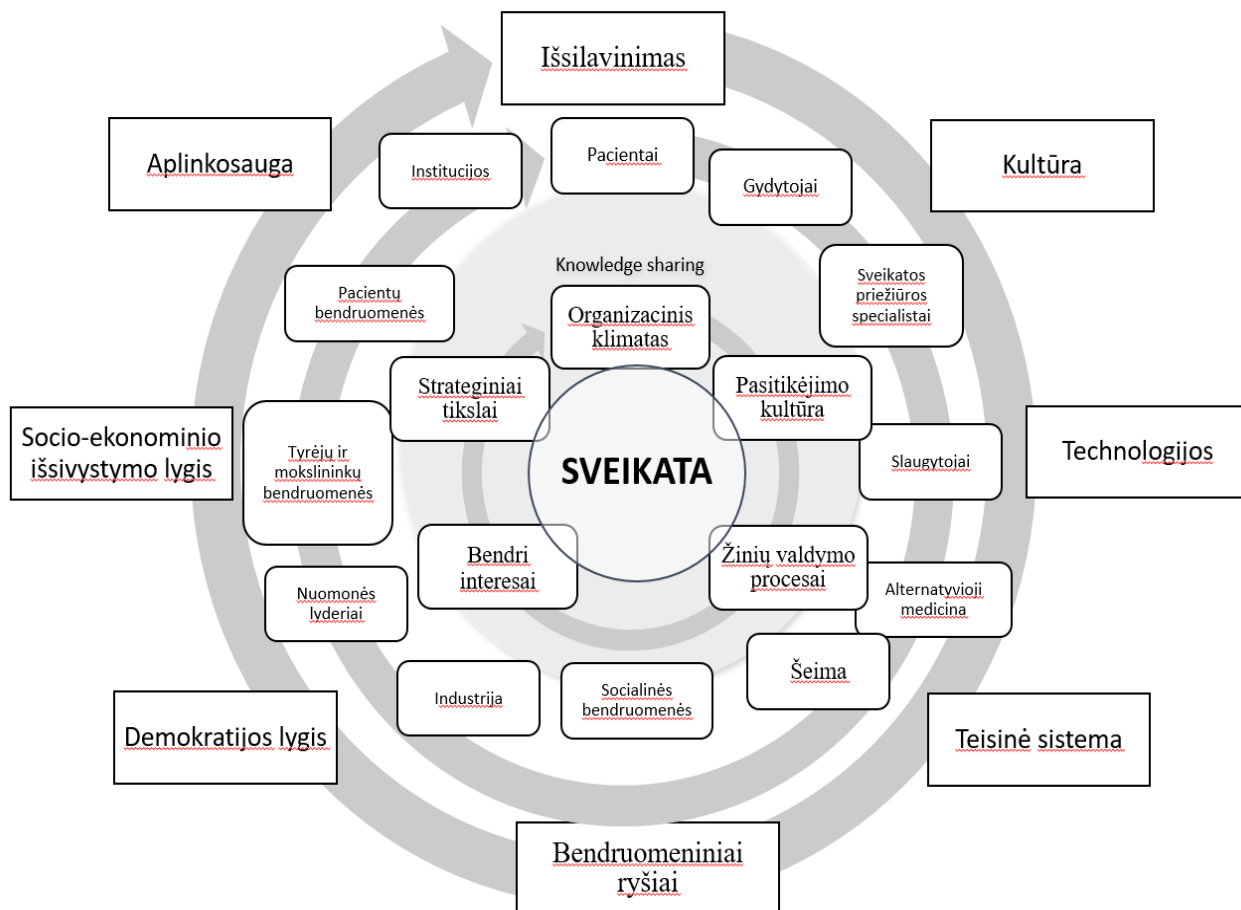 Išsilavinimas
Aplinkosauga
Kultūra
Institucijos
Pacientai
Gydytojai
Knowledge sharing
Sveikatos
priežiūros
specialistai
Pacientų
bendruomenės
Organizacinis
klimatas
Strateginiai
tikslai
Pasitikėjimo
kultūra
Socio-ekonominio
išsivystymo lygis
Tyrėjų ir
mokslininkų
bendruomenės
SVEIKATA
Slaugytojai
Technologijos
Bendri
interesai
Žinių valdymo
procesai
Nuomonės
lyderiai
Alternatyvioji
medicina
Industrija
Socialinės
bendruomenės
Šeima
Demokratijos lygis
Teisinė sistema
Bendruomeniniai
ryšiai